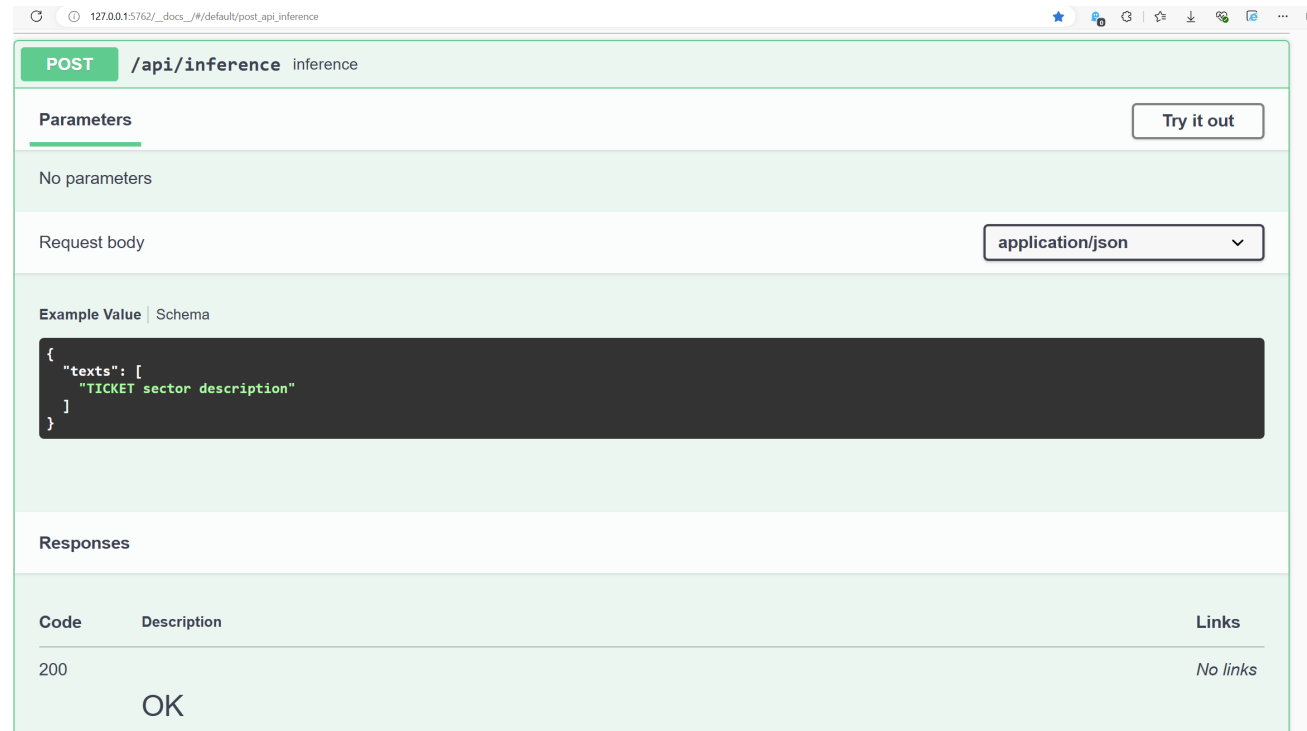 127.0.0.1:5762/__docs__/#/default/post_api_inference
0
POST /api/inference inference
Parameters
Try it out
No parameters
Request body
application/json
Example Value
Schema
{
"texts": [
"TICKET sector description"
]
}
Responses
Code Description Links
200 No links
OK